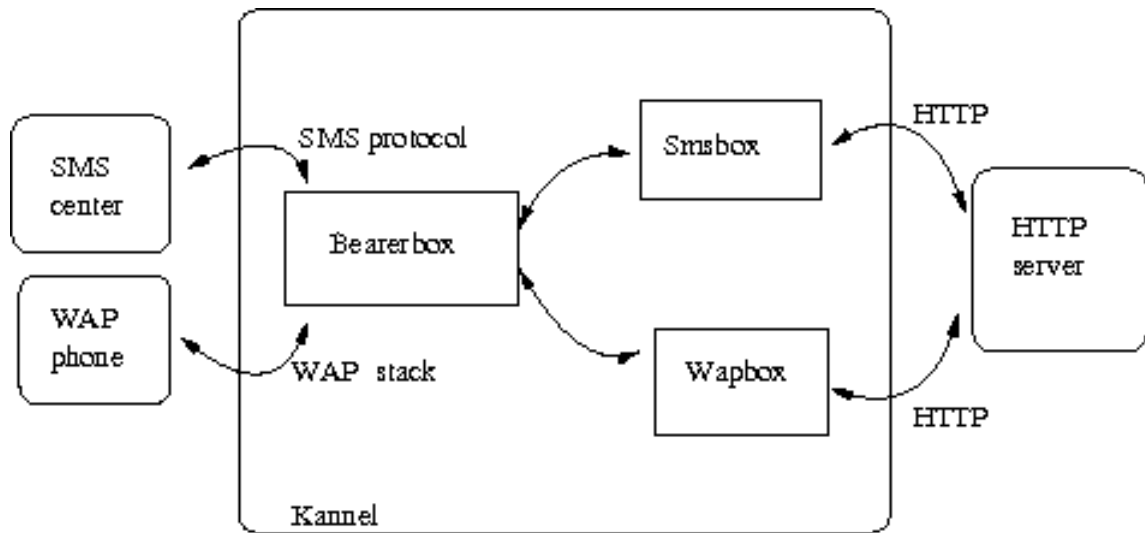 SMS
center
WAP
phone
SMS protocol
Bearerbox
WAP stack
Smsbox
Wapbox
HTTP
HTTP
server
HTTP
Kannel